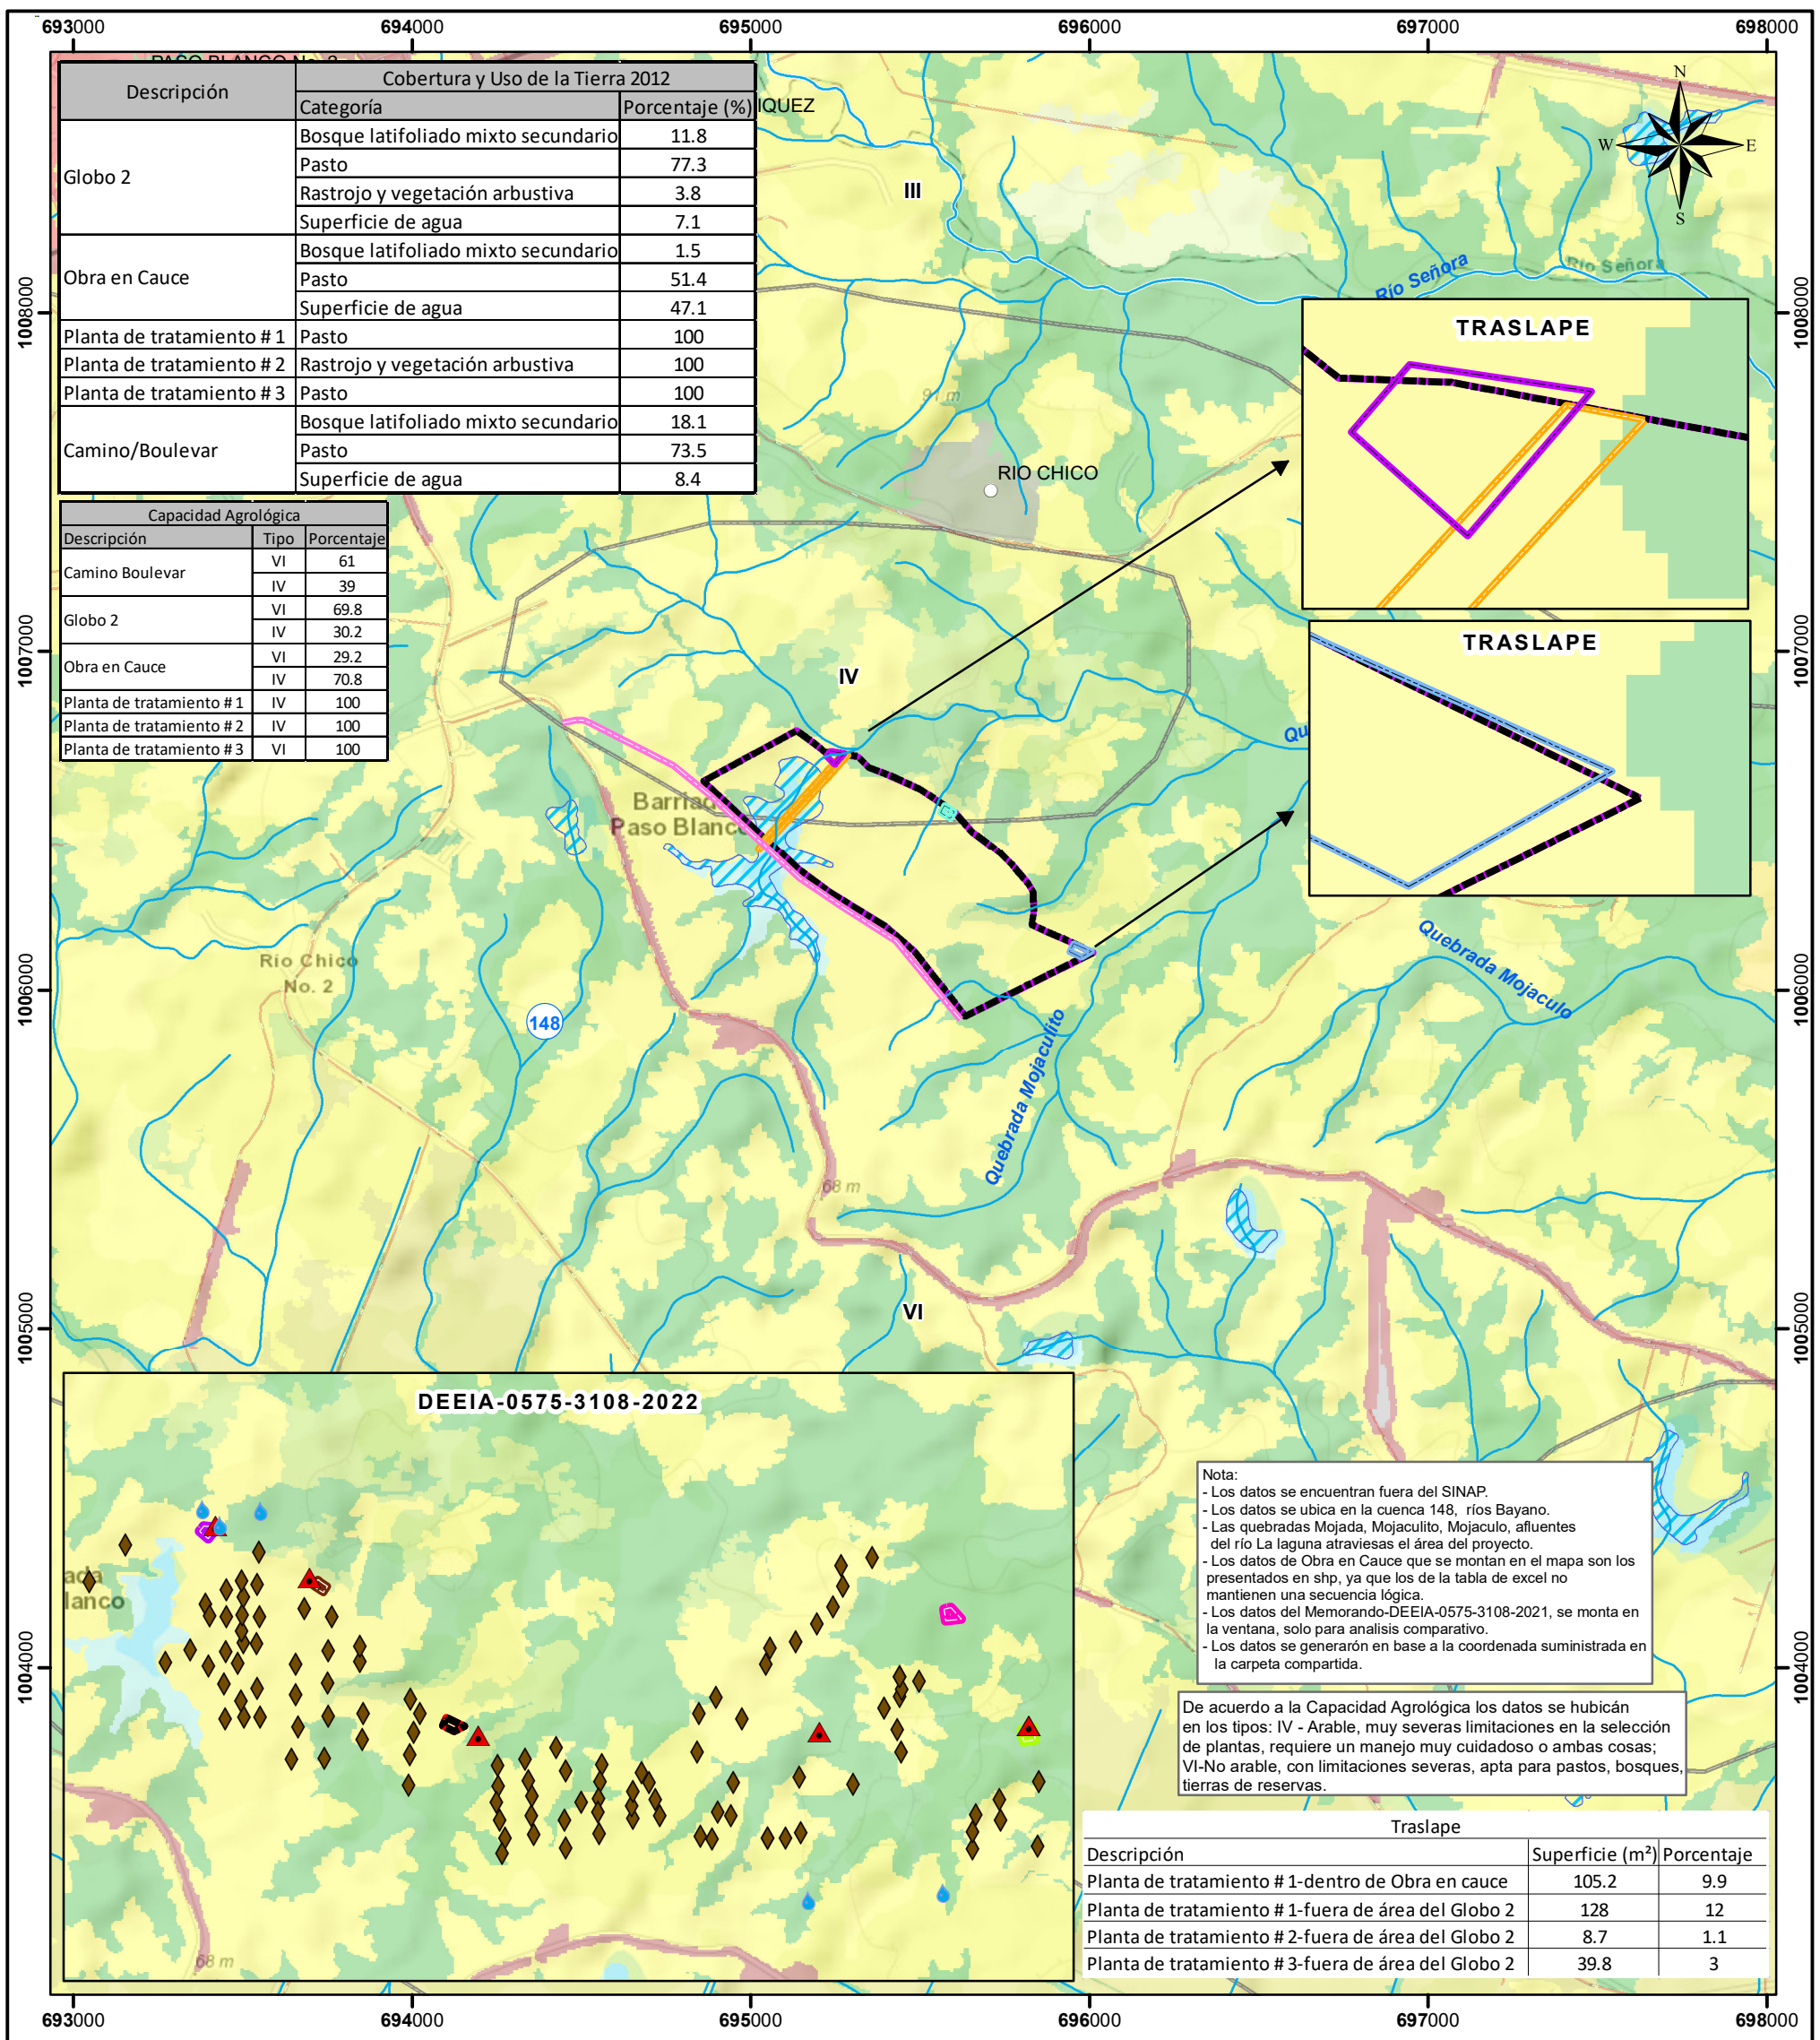 693000 694000 695000 696000 697000 698000
Descripción
Cobertura y Uso de la Tierra 2012
Categoría Porcentaje (%)
Globo 2
Bosque latifoliado mixto secundario 11.8
Pasto 77.3
Rastrojo y vegetación arbustiva 3.8
Superficie de agua 7.1
Obra en Cauce
Bosque latifoliado mixto secundario 1.5
Pasto 51.4
Superficie de agua 47.1
Planta de tratamiento # 1 Pasto 100
Planta de tratamiento # 2 Rastrojo y vegetación arbustiva 100
Planta de tratamiento # 3 Pasto 100
Camino/Boulevar
Bosque latifoliado mixto secundario 18.1
Pasto 73.5
Superficie de agua 8.4
IQUEZ
III
N
W E
S
Río Señora
Río Señora
1008000
1008000
TRASLAPE
91 m
RIO CHICO
Capacidad Agrológica
Descripción Tipo Porcentaje
Camino Boulevar
VI 61
IV 39
Globo 2
VI 69.8
IV 30.2
Obra en Cauce
VI 29.2
IV 70.8
Planta de tratamiento # 1 IV 100
Planta de tratamiento # 2 IV 100
Planta de tratamiento # 3 VI 100
1007000
1007000
IV
TRASLAPE
Qu
Barriad
Paso Blanco
Río Chico
No. 2
148
1006000
1006000
Quebrada Mojaculo
Quebrada Mojaculito
68 m
VI
1005000
1005000
DEEIA-0575-3108-2022
ada
lanco
68 m
Nota:
- Los datos se encuentran fuera del SINAP.
- Los datos se ubica en la cuenca 148, ríos Bayano.
- Las quebradas Mojada, Mojaculito, Mojaculo, afluentes
del río La laguna atraviesas el área del proyecto.
- Los datos de Obra en Cauce que se montan en el mapa son los
presentados en shp, ya que los de la tabla de excel no
mantienen una secuencia lógica.
- Los datos del Memorando-DEEIA-0575-3108-2021, se monta en
la ventana, solo para analisis comparativo.
- Los datos se generarón en base a la coordenada suministrada en
la carpeta compartida.
1004000
1004000
De acuerdo a la Capacidad Agrológica los datos se hubicán
en los tipos: IV - Arable, muy severas limitaciones en la selección
de plantas, requiere un manejo muy cuidadoso o ambas cosas;
VI-No arable, con limitaciones severas, apta para pastos, bosques,
tierras de reservas.
Traslape
Descripción Superficie (m²) Porcentaje
Planta de tratamiento # 1-dentro de Obra en cauce 105.2 9.9
Planta de tratamiento # 1-fuera de área del Globo 2 128 12
Planta de tratamiento # 2-fuera de área del Globo 2 8.7 1.1
Planta de tratamiento # 3-fuera de área del Globo 2 39.8 3
693000 694000 695000 696000 697000 698000